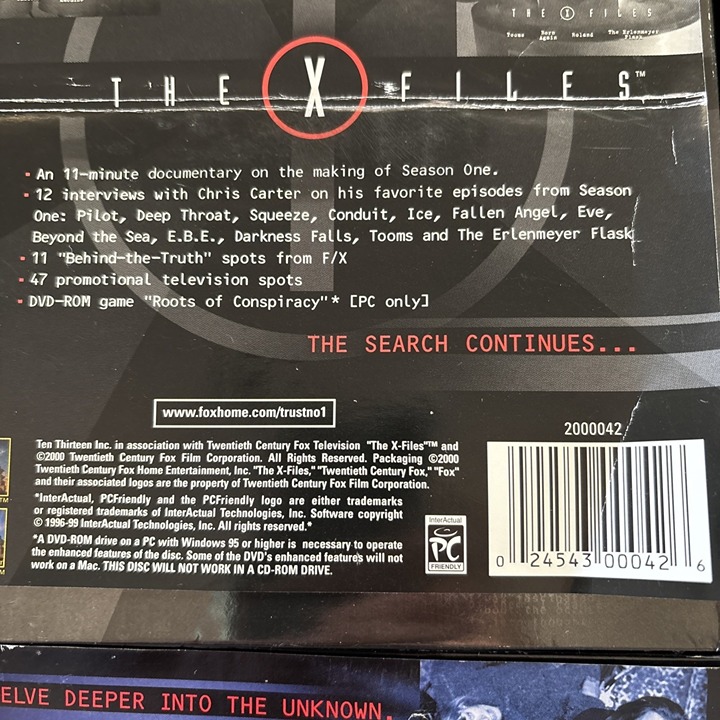 THE X FILES
Tooms Born Again Roland The Erlenmeyer Flask
THE X FILES™
An 11-minute documentary on the making of Season One.
12 interviews with Chris Carter on his favorite episodes from Season
One: Pilot, Deep Throat, Squeeze, Conduit, Ice, Fallen Angel, Eve,
Beyond the Sea, E.B.E., Darkness Falls, Tooms and The Erlenmeyer Flask
11 "Behind-the-Truth" spots from F/X
47 promotional television spots
DVD-ROM game "Roots of Conspiracy"* [PC only]
THE SEARCH CONTINUES...
www.foxhome.com/trustno1
2000042
Ten Thirteen Inc. in association with Twentieth Century Fox Television "The X-Files"™ and
©2000 Twentieth Century Fox Film Corporation. All Rights Reserved. Packaging ©2000
Twentieth Century Fox Home Entertainment, Inc. "The X-Files," "Twentieth Century Fox," "Fox"
and their associated logos are the property of Twentieth Century Fox Film Corporation.
*InterActual, PCFriendly and the PCFriendly logo are either trademarks
or registered trademarks of InterActual Technologies, Inc. Software copyright
© 1996-99 InterActual Technologies, Inc. All rights reserved.*
*A DVD-ROM drive on a PC with Windows 95 or higher is necessary to operate
the enhanced features of the disc. Some of the DVD's enhanced features will not
work on a Mac. THIS DISC WILL NOT WORK IN A CD-ROM DRIVE.
InterActual
PC
FRIENDLY
0 24543 00042 6
ELVE DEEPER INTO THE UNKNOWN.